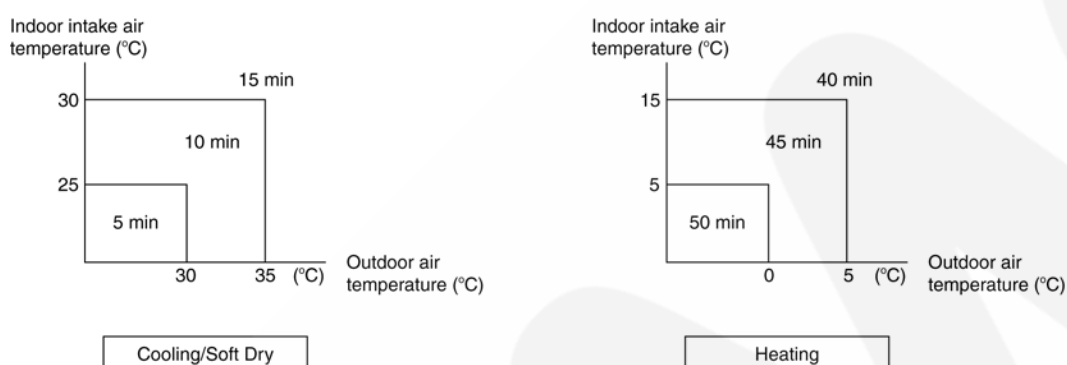 Indoor intake air
temperature (°C)
15 min
30
10 min
25
5 min
30 35 (°C)
Outdoor air
temperature (°C)
Cooling/Soft Dry
Indoor intake air
temperature (°C)
40 min
15
45 min
5
50 min
0 5 (°C)
Outdoor air
temperature (°C)
Heating